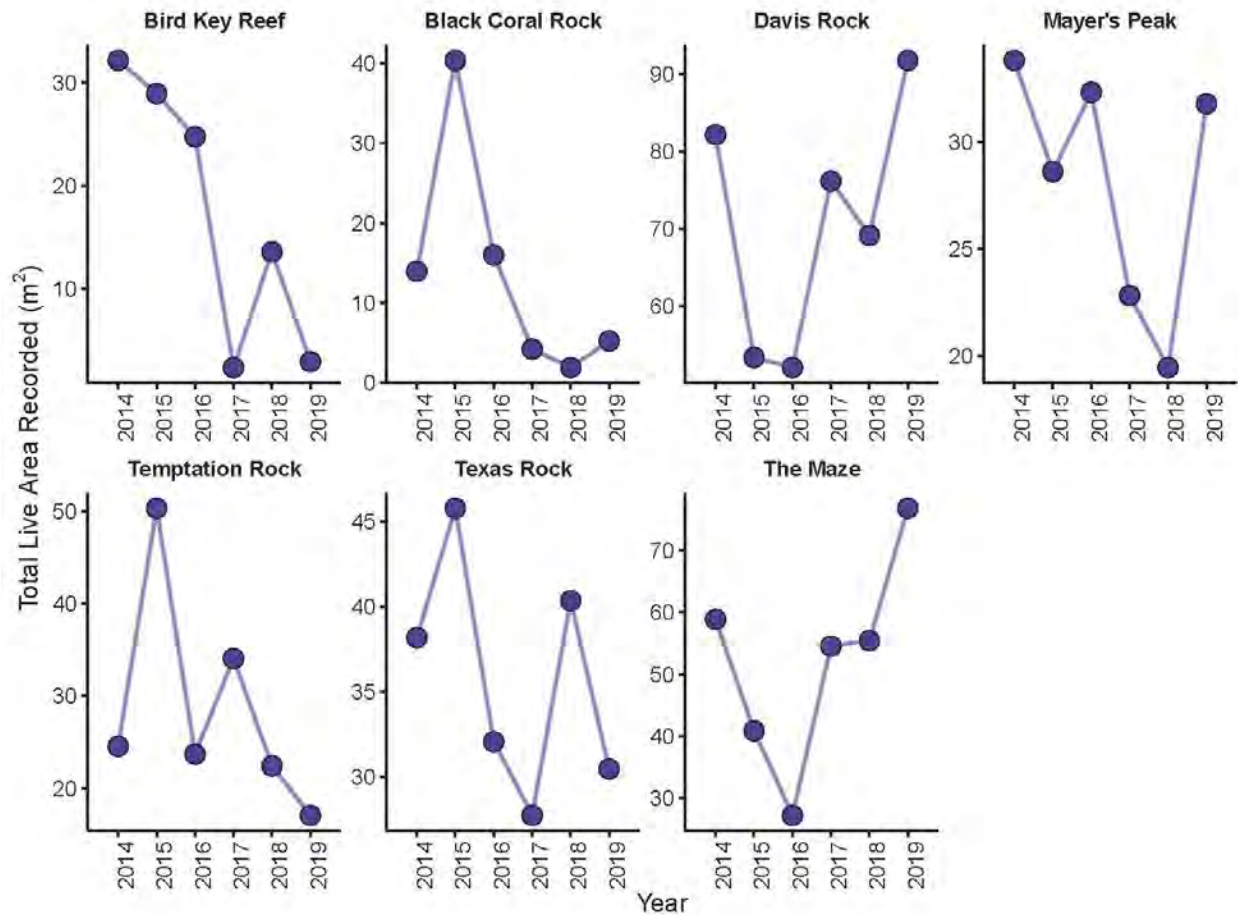 Bird Key Reef
Black Coral Rock
Davis Rock
Mayer's Peak
30
20
10
2014 2015 2016 2017 2018 2019
40
30
20
10
0
2014 2015 2016 2017 2018 2019
90
80
70
60
2014 2015 2016 2017 2018 2019
30
25
20
2014 2015 2016 2017 2018 2019
Total Live Area Recorded (m²)
Temptation Rock
Texas Rock
The Maze
50
40
30
20
2014 2015 2016 2017 2018 2019
45
40
35
30
2014 2015 2016 2017 2018 2019
70
60
50
40
30
2014 2015 2016 2017 2018 2019
Year